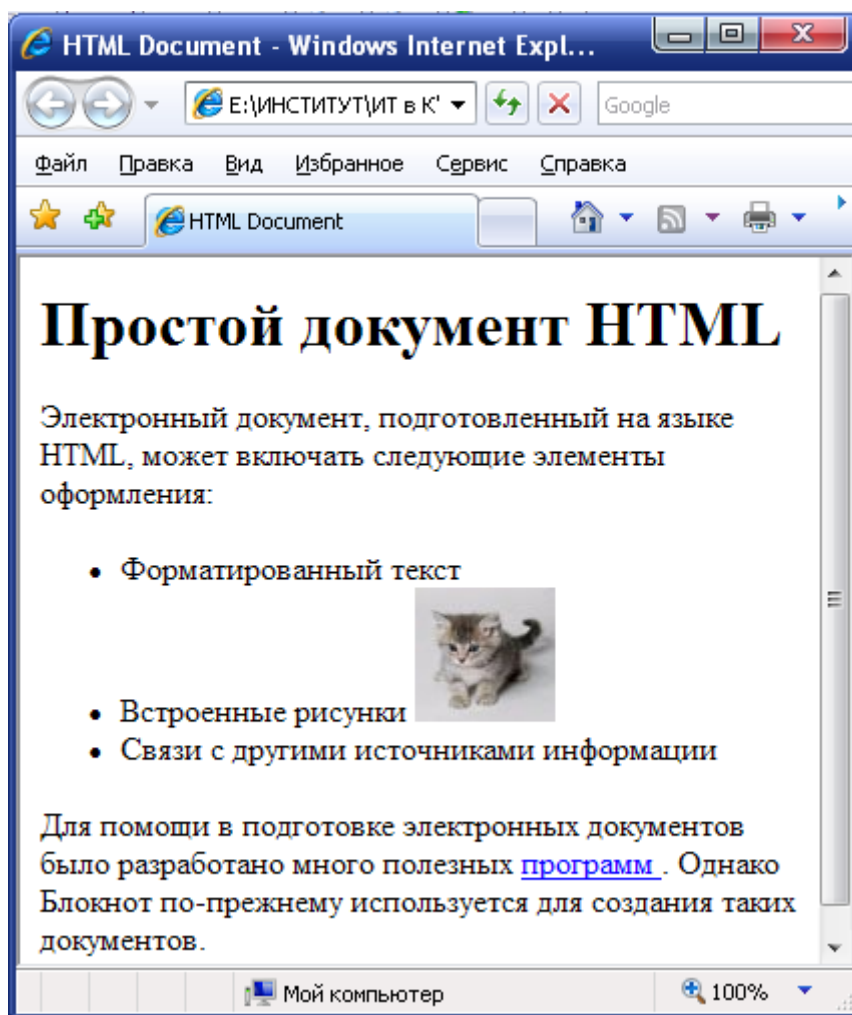 HTML Document - Windows Internet Expl...
E:\ИНСТИТУТ\ИТ в К'
Google
Файл Правка Вид Избранное Сервис Справка
HTML Document
Простой документ HTML
Электронный документ, подготовленный на языке
HTML, может включать следующие элементы
оформления:
• Форматированный текст
• Встроенные рисунки
• Связи с другими источниками информации
Для помощи в подготовке электронных документов
было разработано много полезных программ . Однако
Блокнот по-прежнему используется для создания таких
документов.
Мой компьютер 100%